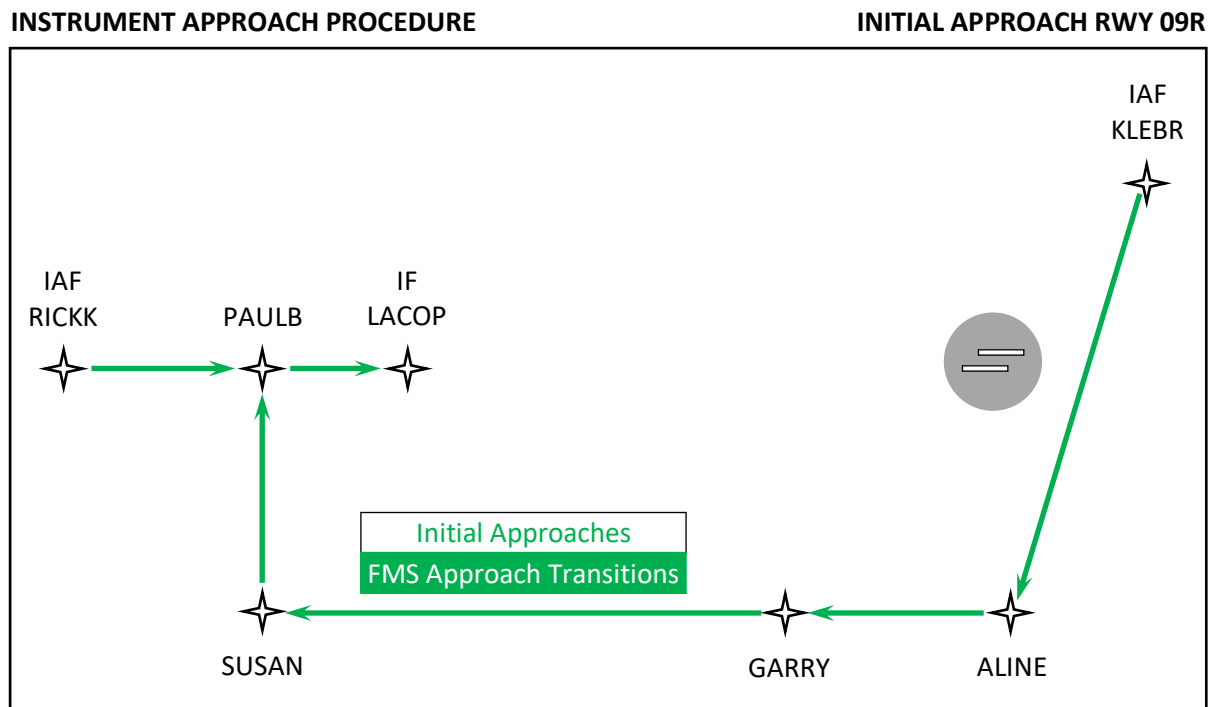 INSTRUMENT APPROACH PROCEDURE
INITIAL APPROACH RWY 09R
IAF
KLEBR
IAF
RICKK
PAULB
IF
LACOP
Initial Approaches
FMS Approach Transitions
SUSAN
GARRY
ALINE